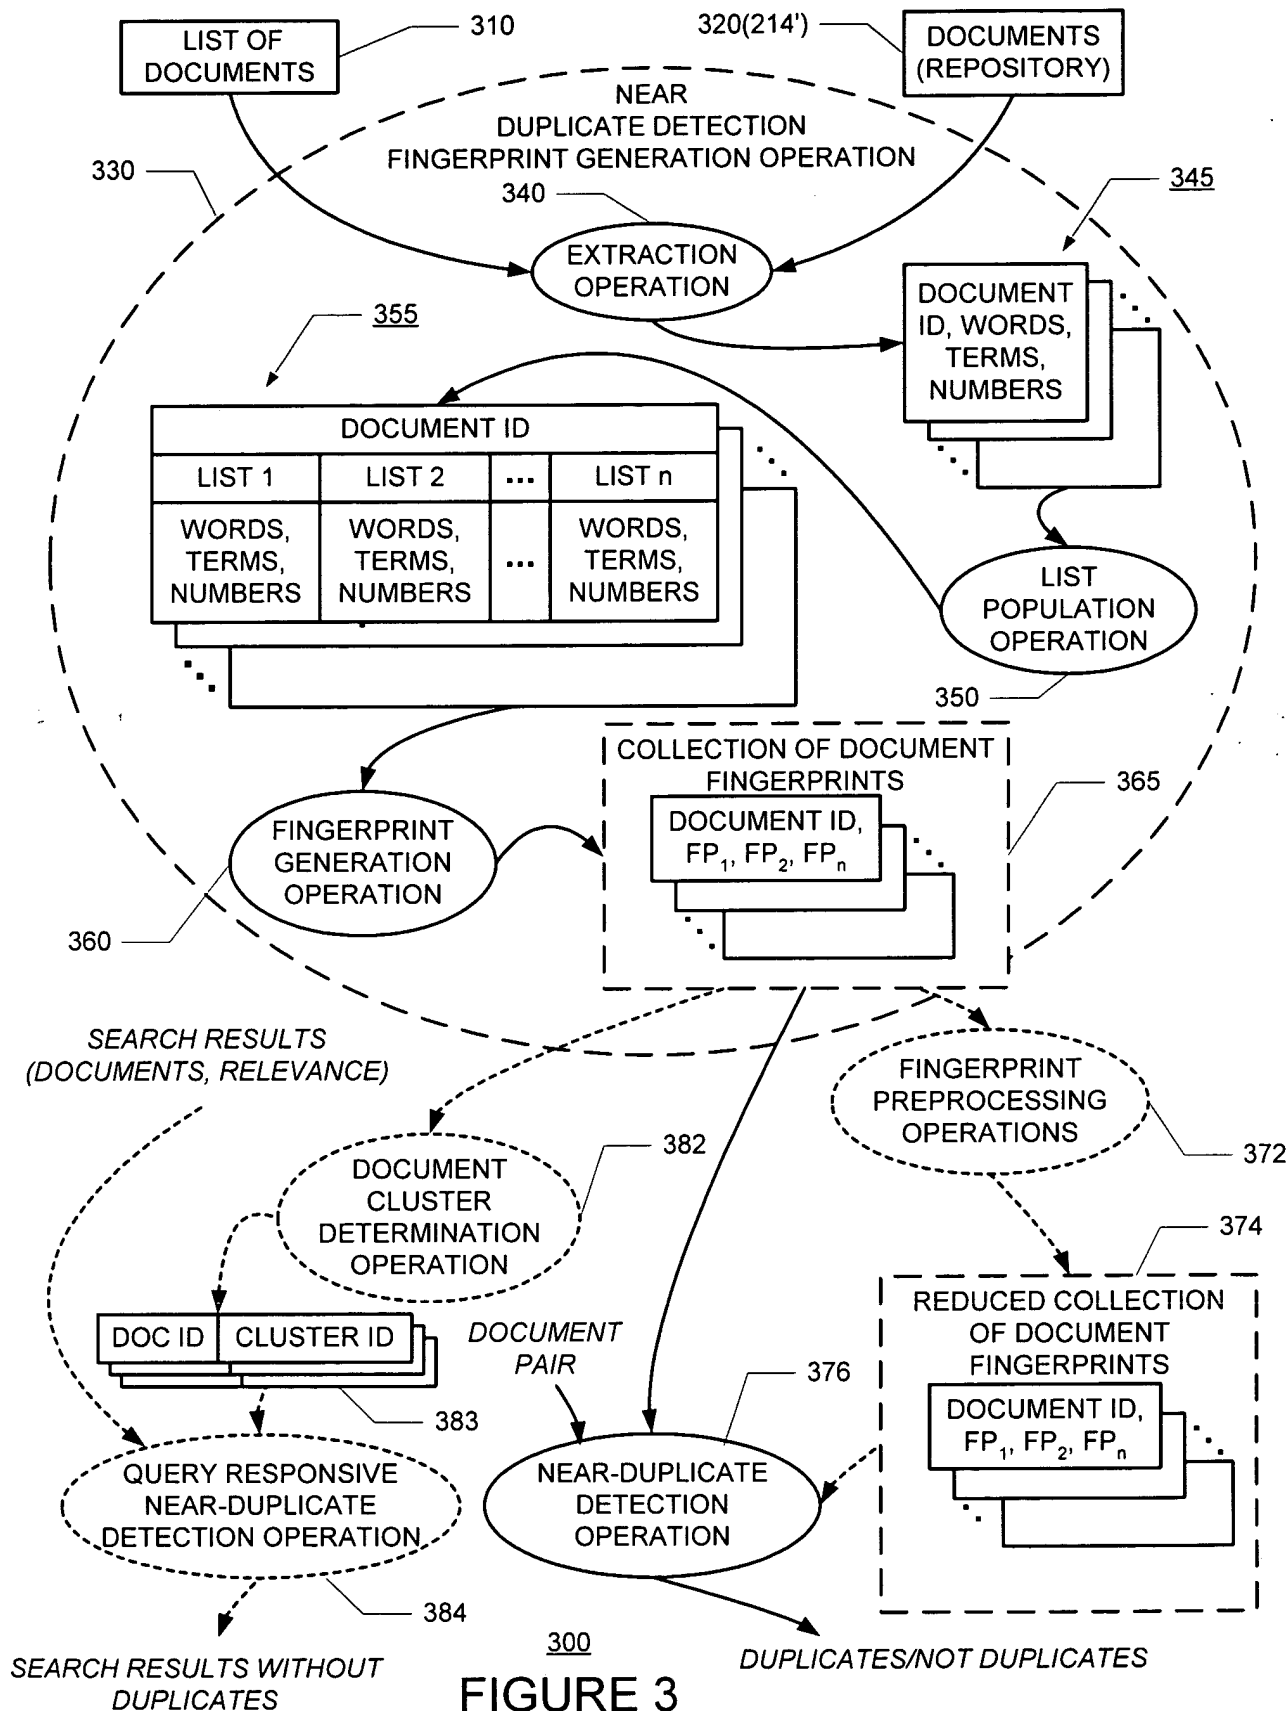 LIST OF
DOCUMENTS
310
320(214')
DOCUMENTS
(REPOSITORY)
NEAR
DUPLICATE DETECTION
FINGERPRINT GENERATION OPERATION
330
340
345
EXTRACTION
OPERATION
DOCUMENT
ID, WORDS,
TERMS,
NUMBERS
355
DOCUMENT ID
LIST 1
LIST 2
...
LIST n
WORDS,
TERMS,
NUMBERS
WORDS,
TERMS,
NUMBERS
...
WORDS,
TERMS,
NUMBERS
LIST
POPULATION
OPERATION
350
COLLECTION OF DOCUMENT
FINGERPRINTS
365
DOCUMENT ID,
FP1, FP2, FPn
FINGERPRINT
GENERATION
OPERATION
360
SEARCH RESULTS
(DOCUMENTS, RELEVANCE)
FINGERPRINT
PREPROCESSING
OPERATIONS
372
382
DOCUMENT
CLUSTER
DETERMINATION
OPERATION
374
REDUCED COLLECTION
OF DOCUMENT
FINGERPRINTS
DOCUMENT ID,
FP1, FP2, FPn
DOC ID
CLUSTER ID
383
DOCUMENT
PAIR
376
QUERY RESPONSIVE
NEAR-DUPLICATE
DETECTION OPERATION
NEAR-DUPLICATE
DETECTION
OPERATION
384
SEARCH RESULTS WITHOUT
DUPLICATES
300
DUPLICATES/NOT DUPLICATES
FIGURE 3